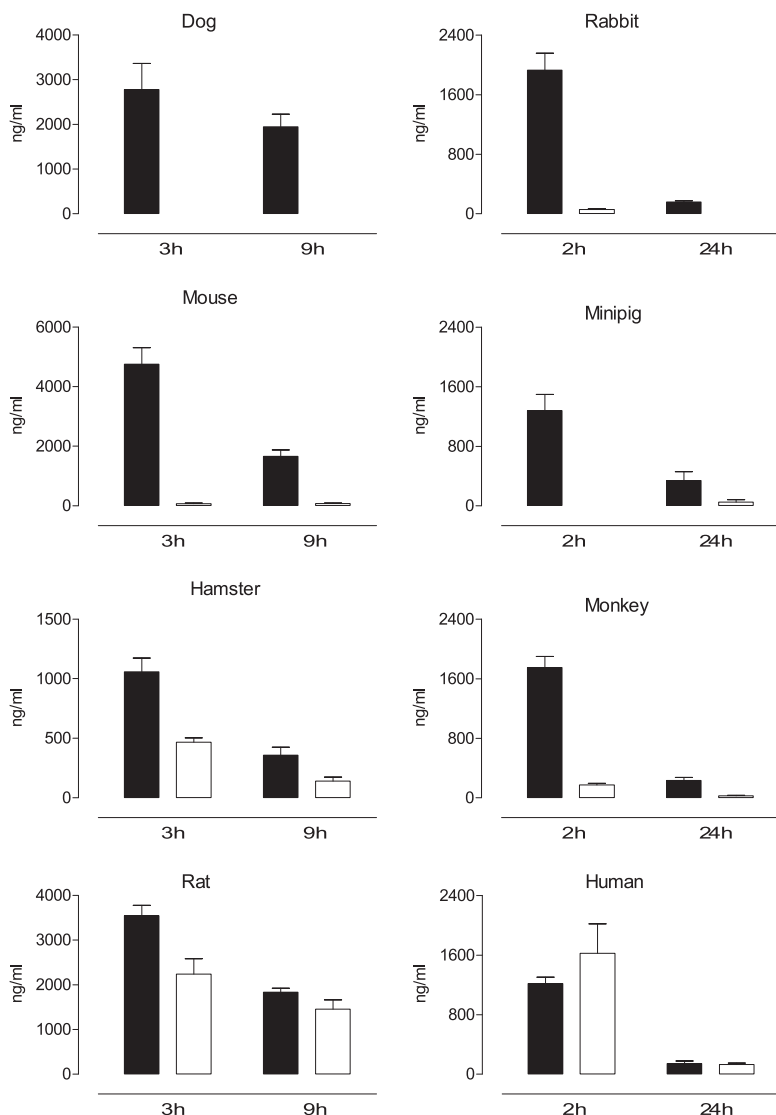 Dog
ng/ml
4000
3000
2000
1000
0
3h 9h
Rabbit
ng/ml
2400
1600
800
0
2h 24h
Mouse
ng/ml
6000
4000
2000
0
3h 9h
Minipig
ng/ml
2400
1600
800
0
2h 24h
Hamster
ng/ml
1500
1000
500
0
3h 9h
Monkey
ng/ml
2400
1600
800
0
2h 24h
Rat
ng/ml
4000
3000
2000
1000
0
3h 9h
Human
ng/ml
2400
1600
800
0
2h 24h